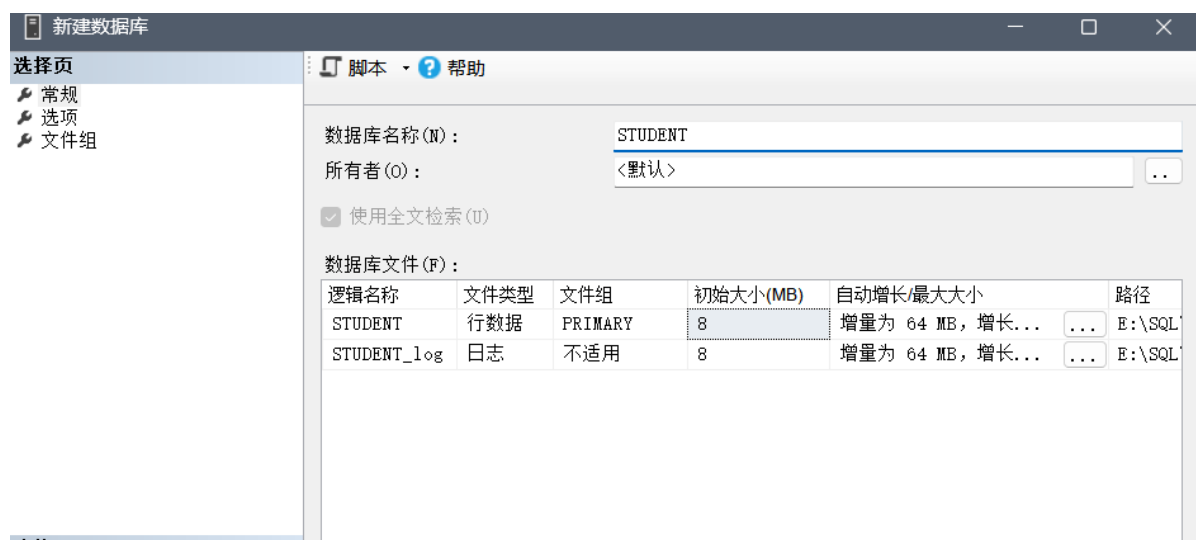 新建数据库
选择页
常规
选项
文件组
脚本 帮助
数据库名称(N):
STUDENT
所有者(O):
<默认>
..
使用全文检索(U)
数据库文件(F):
逻辑名称 文件类型 文件组 初始大小(MB) 自动增长/最大大小 路径
STUDENT 行数据 PRIMARY 8 增量为 64 MB，增长... ... E:\SQL
STUDENT_log 日志 不适用 8 增量为 64 MB，增长... ... E:\SQL